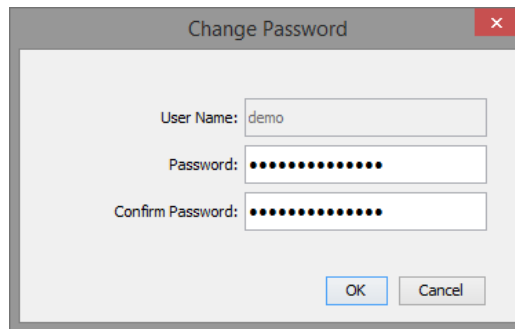 Change Password
User Name: demo
Password: ••••••••••••••
Confirm Password: ••••••••••••••
OK Cancel